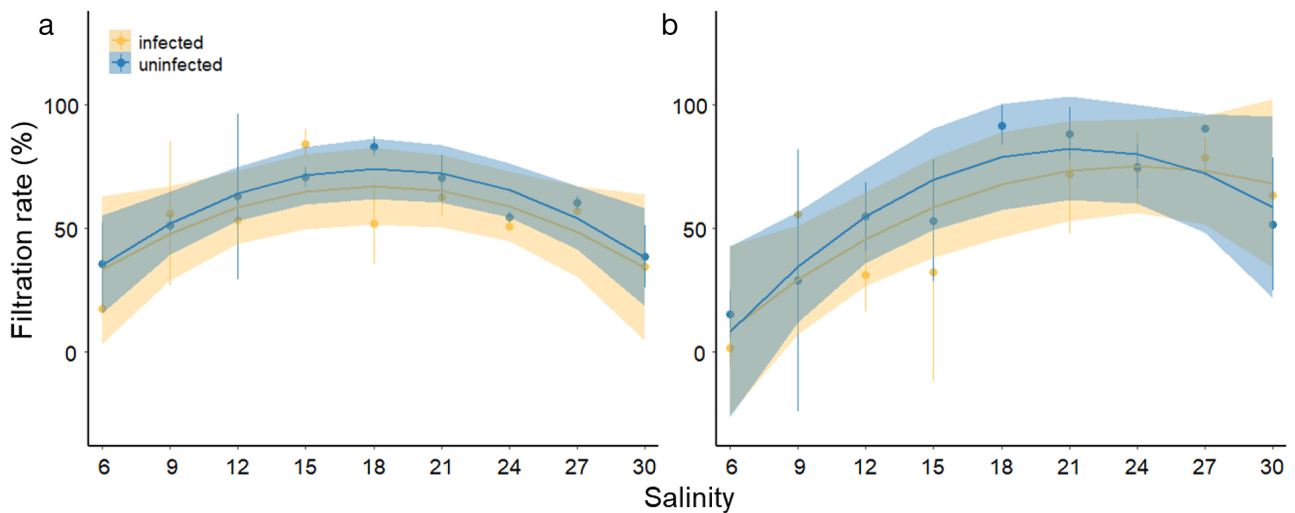 a
b
infected
uninfected
Filtration rate (%)
100
50
0
100
50
0
6 9 12 15 18 21 24 27 30
6 9 12 15 18 21 24 27 30
Salinity